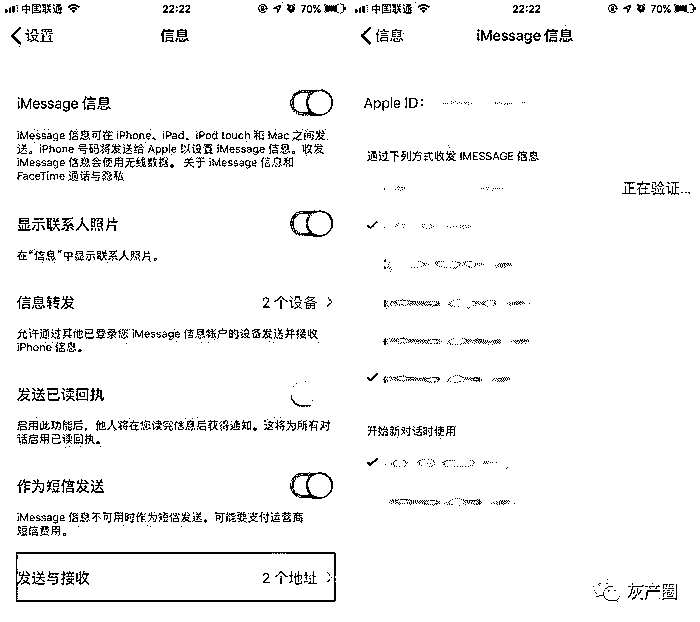 中国联通
22:22
70%
设置
信息
iMessage 信息
iMessage 信息可在 iPhone、iPad、iPod touch 和 Mac 之间发
送。iPhone 号码将发送给 Apple 以设置 iMessage 信息。收发
iMessage 信息会使用无线数据。关于 iMessage 信息和
FaceTime 通话与隐私
显示联系人照片
在“信息”中显示联系人照片。
信息转发
2 个设备
允许通过其他已登录您 iMessage 信息帐户的设备发送并接收
iPhone 信息。
发送已读回执
启用此功能后，他人将在您读完信息后获得通知。这将为所有对
话启用已读回执。
作为短信发送
iMessage 信息不可用时作为短信发送。可能要支付运营商
短信费用。
发送与接收
2 个地址
中国联通
22:22
70%
信息
iMessage 信息
Apple ID：
通过下列方式收发 IMESSAGE 信息
正在验证...
开始新对话时使用
灰产圈